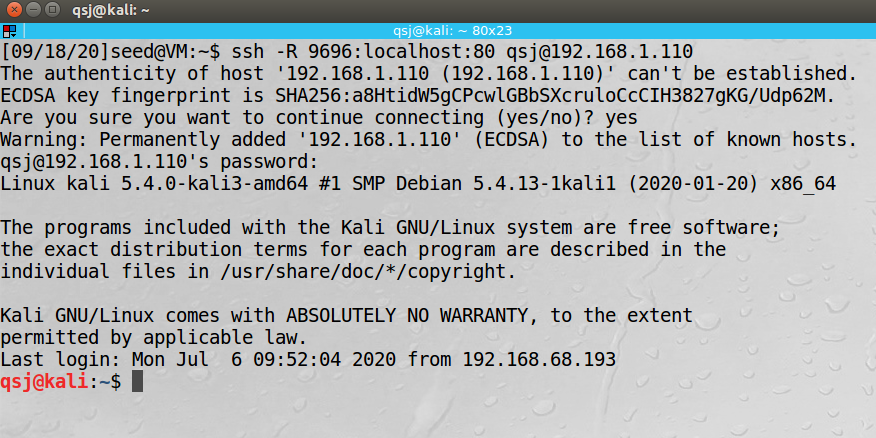 qsj@kali: ~
qsj@kali: ~ 80x23
[09/18/20]seed@VM:~$ ssh -R 9696:localhost:80 qsj@192.168.1.110
The authenticity of host '192.168.1.110 (192.168.1.110)' can't be established.
ECDSA key fingerprint is SHA256:a8HtidW5gCPcwlGBbSXcruloCcCIH3827gKG/Udp62M.
Are you sure you want to continue connecting (yes/no)? yes
Warning: Permanently added '192.168.1.110' (ECDSA) to the list of known hosts.
qsj@192.168.1.110's password:
Linux kali 5.4.0-kali3-amd64 #1 SMP Debian 5.4.13-1kali1 (2020-01-20) x86_64
The programs included with the Kali GNU/Linux system are free software;
the exact distribution terms for each program are described in the
individual files in /usr/share/doc/*/copyright.
Kali GNU/Linux comes with ABSOLUTELY NO WARRANTY, to the extent
permitted by applicable law.
Last login: Mon Jul  6 09:52:04 2020 from 192.168.68.193
qsj@kali:~$